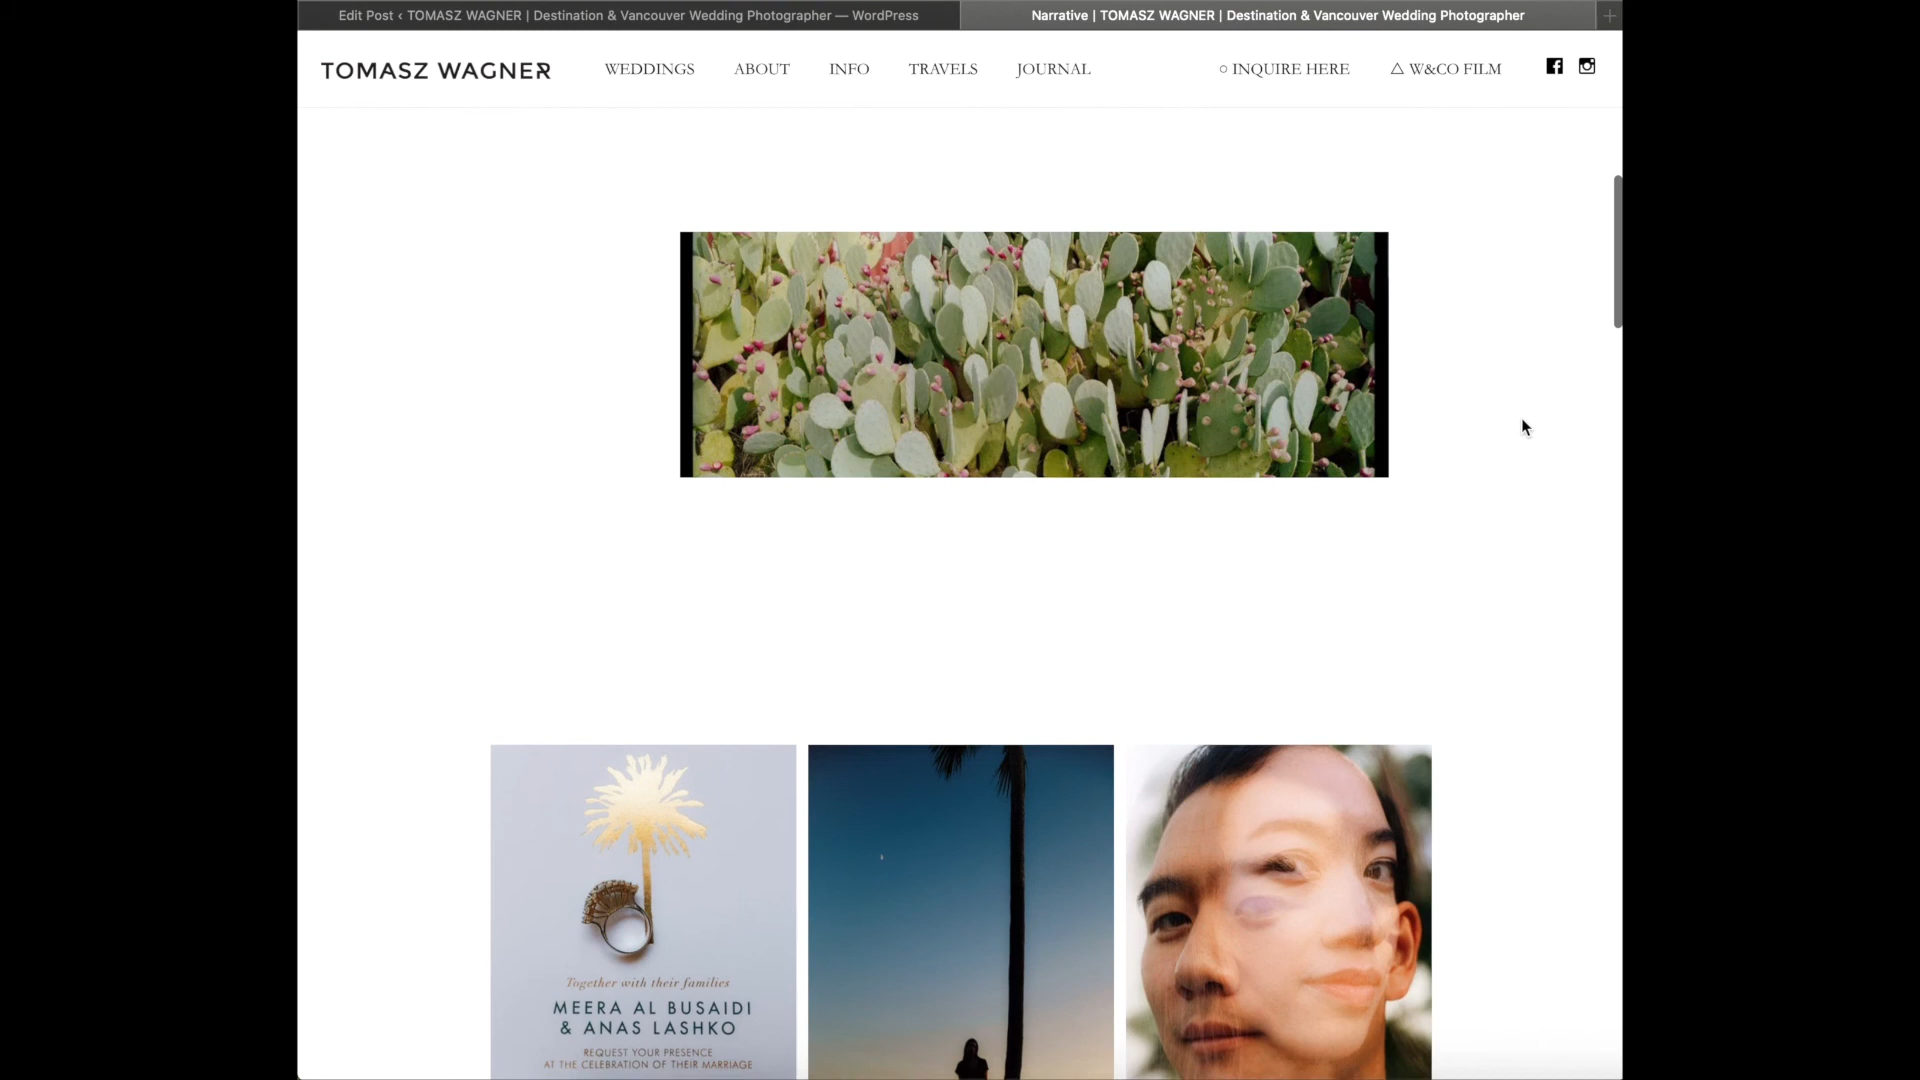 Edit Post ‹ TOMASZ WAGNER | Destination & Vancouver Wedding Photographer — WordPress
Narrative | TOMASZ WAGNER | Destination & Vancouver Wedding Photographer
TOMASZ WAGNER
WEDDINGS
ABOUT
INFO
TRAVELS
JOURNAL
○ INQUIRE HERE
△ W&CO FILM
Together with their families
MEERA AL BUSAIDI
& ANAS LASHKO
REQUEST YOUR PRESENCE
AT THE CELEBRATION OF THEIR MARRIAGE